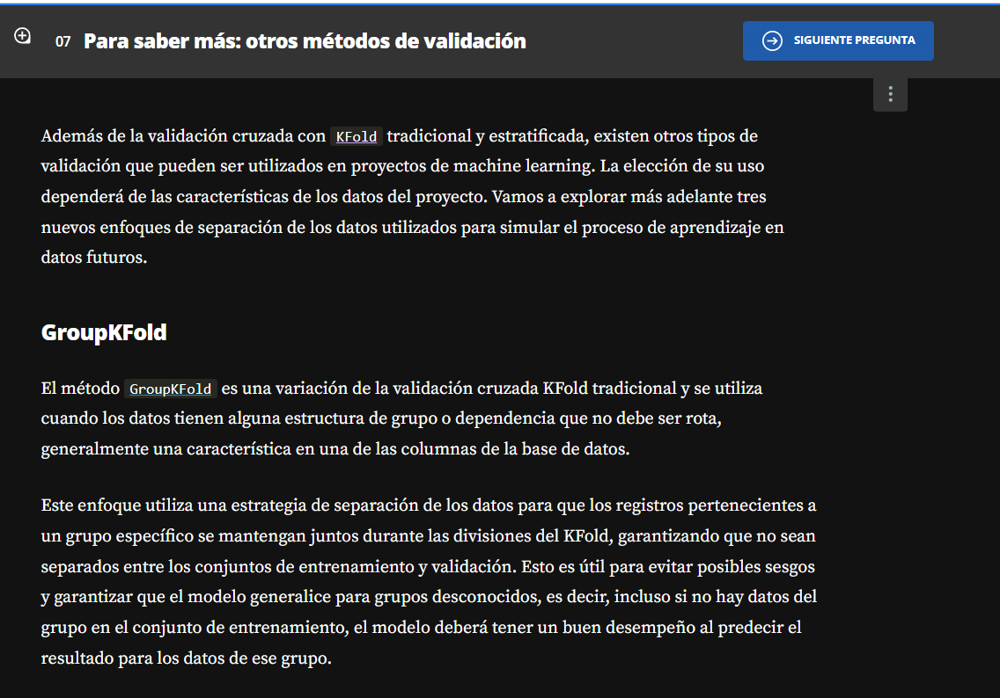 07 Para saber más: otros métodos de validación
SIGUIENTE PREGUNTA
Además de la validación cruzada con KFold tradicional y estratificada, existen otros tipos de
validación que pueden ser utilizados en proyectos de machine learning. La elección de su uso
dependerá de las características de los datos del proyecto. Vamos a explorar más adelante tres
nuevos enfoques de separación de los datos utilizados para simular el proceso de aprendizaje en
datos futuros.
GroupKFold
El método GroupKFold es una variación de la validación cruzada KFold tradicional y se utiliza
cuando los datos tienen alguna estructura de grupo o dependencia que no debe ser rota,
generalmente una característica en una de las columnas de la base de datos.
Este enfoque utiliza una estrategia de separación de los datos para que los registros pertenecientes a
un grupo específico se mantengan juntos durante las divisiones del KFold, garantizando que no sean
separados entre los conjuntos de entrenamiento y validación. Esto es útil para evitar posibles sesgos
y garantizar que el modelo generalice para grupos desconocidos, es decir, incluso si no hay datos del
grupo en el conjunto de entrenamiento, el modelo deberá tener un buen desempeño al predecir el
resultado para los datos de ese grupo.